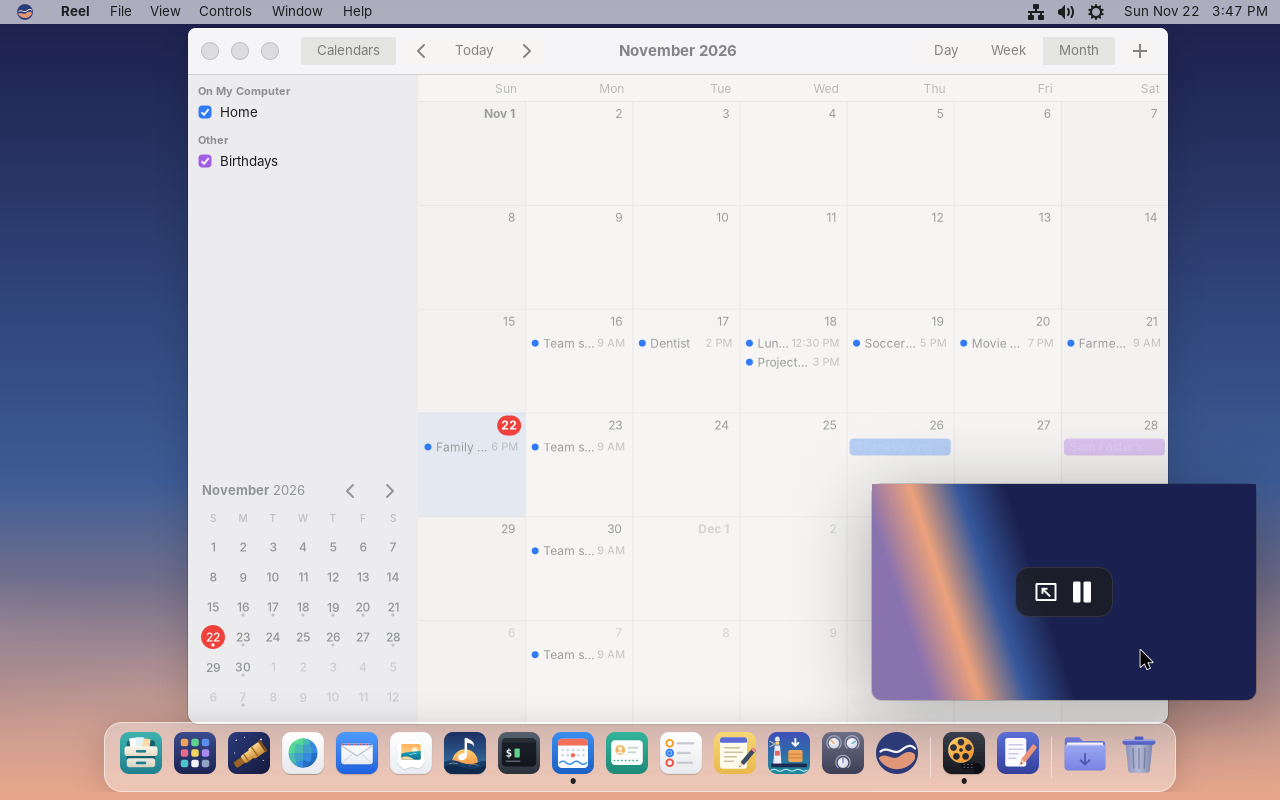 Reel File View Controls Window Help Sun Nov 22 3:47 PM
Calendars Today November 2026 Day Week Month
On My Computer
Home
Other
Birthdays
Sun Mon Tue Wed Thu Fri Sat
Nov 1 2 3 4 5 6 7
8 9 10 11 12 13 14
15 16 17 18 19 20 21
Team s... 9 AM Dentist 2 PM Lun... 12:30 PM Soccer... 5 PM Movie ... 7 PM Farme... 9 AM
Project... 3 PM
22 23 24 25 26 27 28
Family ... 6 PM Team s... 9 AM
29 30 Dec 1 2
Team s... 9 AM
6 7 8 9
Team s... 9 AM
November 2026
S M T W T F S
1 2 3 4 5 6 7
8 9 10 11 12 13 14
15 16 17 18 19 20 21
22 23 24 25 26 27 28
29 30 1 2 3 4 5
6 7 8 9 10 11 12
$